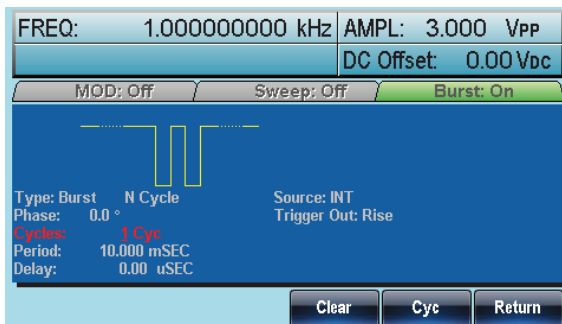 FREQ: 1.000000000 kHz AMPL: 3.000 VPP
DC Offset: 0.00 VDC
MOD: Off Sweep: Off Burst: On
Type: Burst N Cycle Source: INT
Phase: 0.0 ° Trigger Out: Rise
Cycles: 1 Cyc
Period: 10.000 mSEC
Delay: 0.00 uSEC
Clear Cyc Return